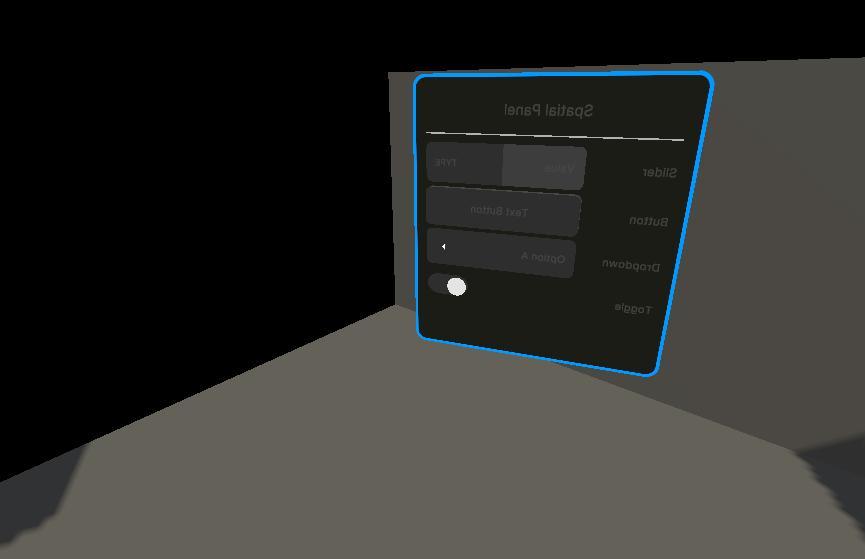 Spatial Panel
Slider Value TYPE
Button Text Button
Dropdown Option A
Toggle